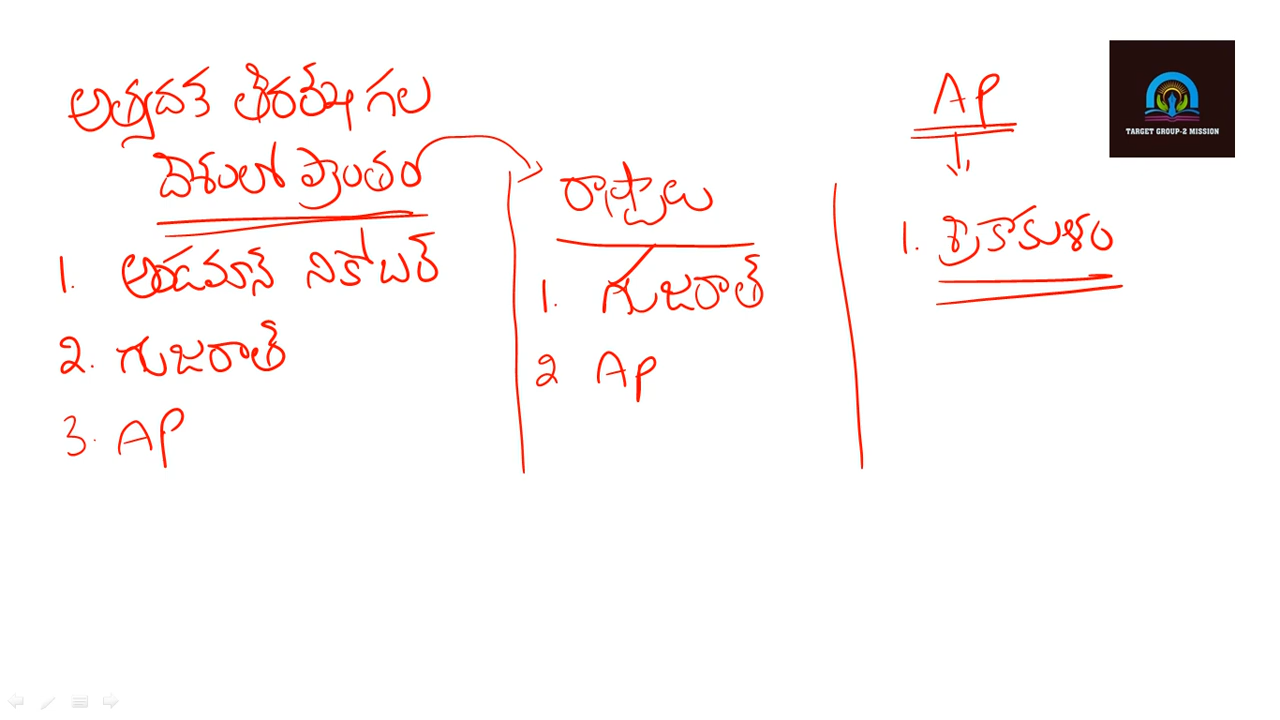 అత్యధిక తీరరేఖ గల
దేశంలో ప్రాంతం
1. అండమాన్ నికోబర్
2. గుజరాత్
3. AP
రాష్ట్రాలు
1. గుజరాత్
2 AP
AP
1. శ్రీకాకుళం
TARGET GROUP-2 MISSION